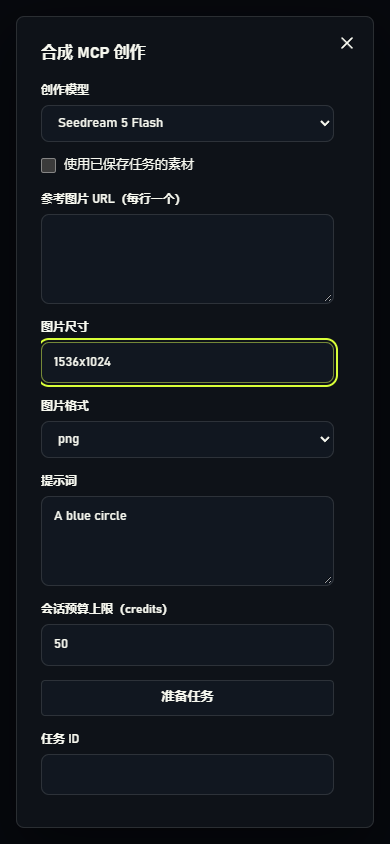 合成 MCP 创作
创作模型
Seedream 5 Flash
使用已保存任务的素材
参考图片 URL（每行一个）
图片尺寸
1536x1024
图片格式
png
提示词
A blue circle
会话预算上限（credits）
50
准备任务
任务 ID